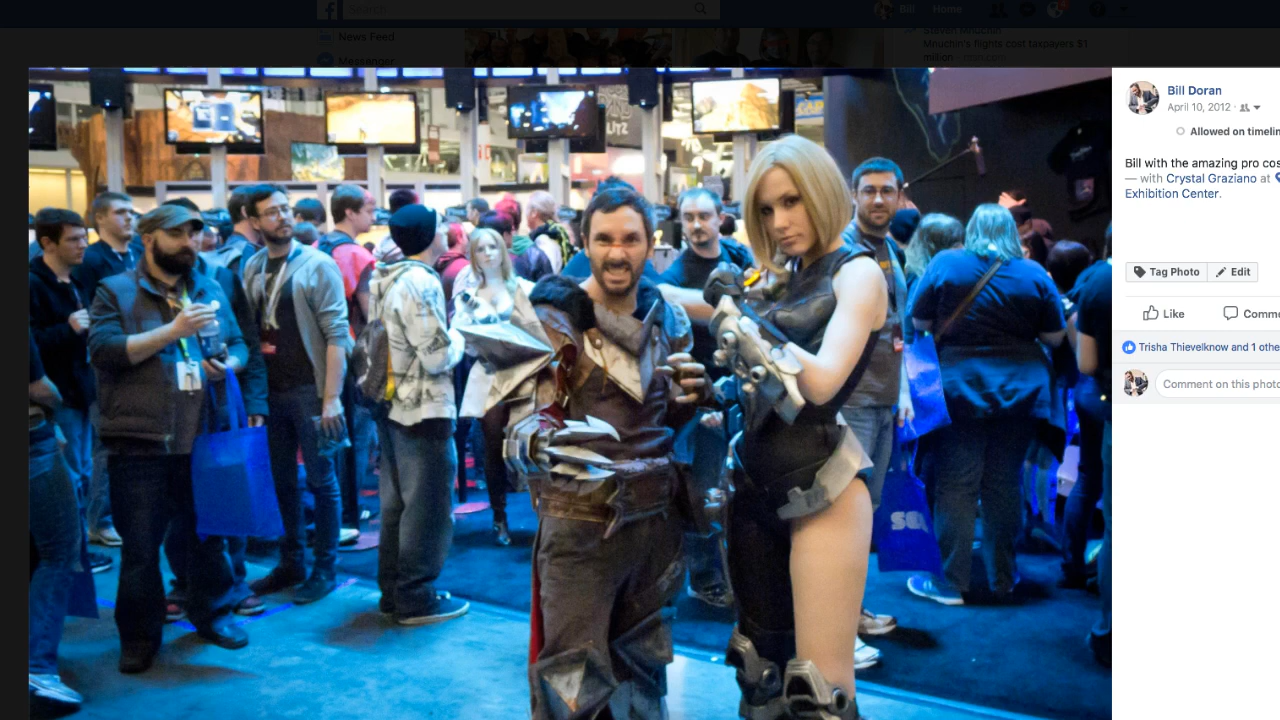 Search
Bill
Home
News Feed
Messenger
Steven Mnuchin
Mnuchin's flights cost taxpayers $1
million
Bill Doran
April 10, 2012
Allowed on timelin
Bill with the amazing pro cos
— with Crystal Graziano at
Exhibition Center.
Tag Photo
Edit
Like
Comme
Trisha Thievelknow and 1 othe
Comment on this photo